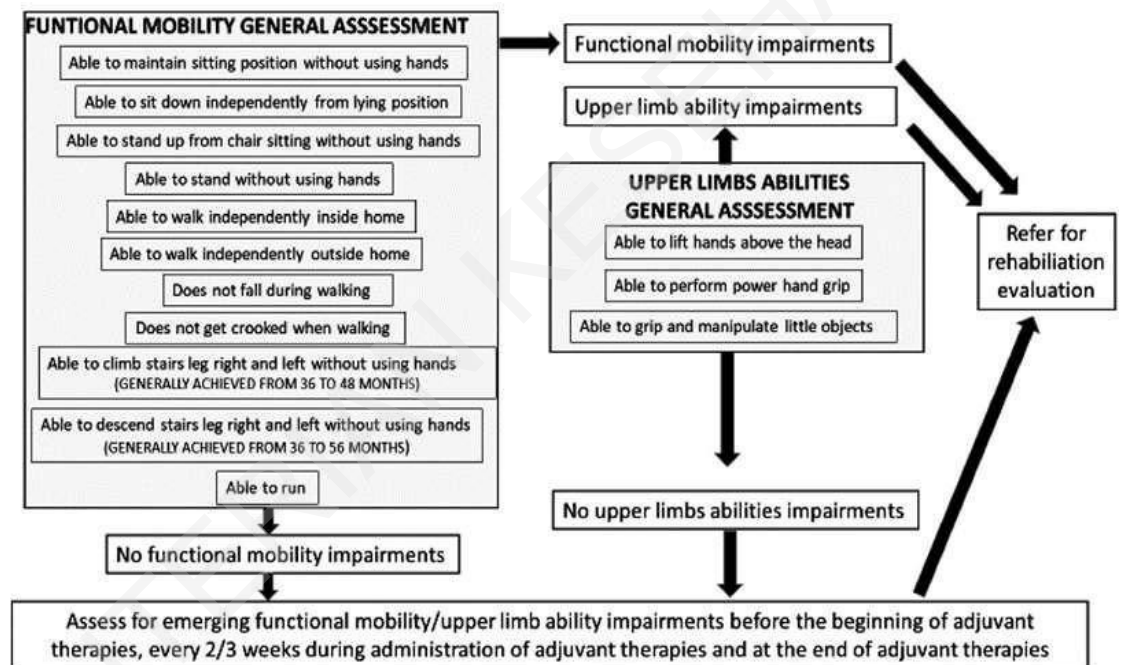 FUNTIONAL MOBILITY GENERAL ASSSESSMENT
Able to maintain sitting position without using hands
Able to sit down independently from lying position
Able to stand up from chair sitting without using hands
Able to stand without using hands
Able to walk independently inside home
Able to walk independently outside home
Does not fall during walking
Does not get crooked when walking
Able to climb stairs leg right and left without using hands
(GENERALLY ACHIEVED FROM 36 TO 48 MONTHS)
Able to descend stairs leg right and left without using hands
(GENERALLY ACHIEVED FROM 36 TO 56 MONTHS)
Able to run
No functional mobility impairments
Functional mobility impairments
Upper limb ability impairments
UPPER LIMBS ABILITIES
GENERAL ASSSESSMENT
Able to lift hands above the head
Able to perform power hand grip
Able to grip and manipulate little objects
No upper limbs abilities impairments
Refer for
rehabiliation
evaluation
Assess for emerging functional mobility/upper limb ability impairments before the beginning of adjuvant
therapies, every 2/3 weeks during administration of adjuvant therapies and at the end of adjuvant therapies